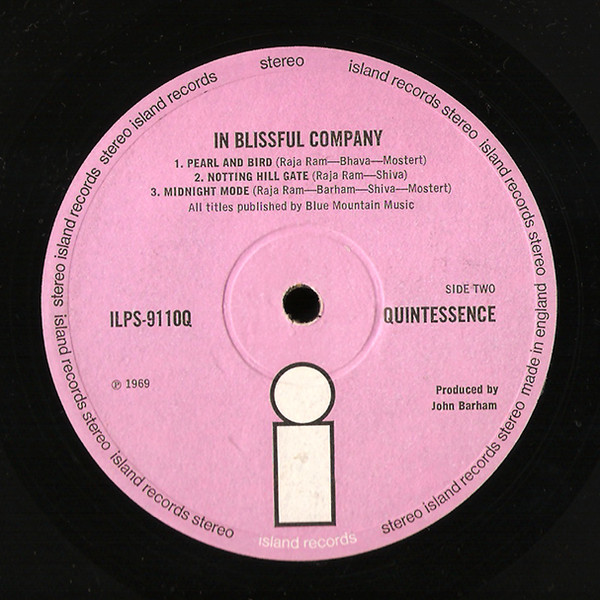 stereo island records stereo island records stereo island records stereo
IN BLISSFUL COMPANY
1. PEARL AND BIRD (Raja Ram—Bhava—Mostert)
2. NOTTING HILL GATE (Raja Ram—Shiva)
3. MIDNIGHT MODE (Raja Ram—Barham—Shiva—Mostert)
All titles published by Blue Mountain Music
SIDE TWO
ILPS-9110Q
QUINTESSENCE
℗ 1969
Produced by
John Barham
island records stereo island records stereo made in england stereo island records stereo
island records